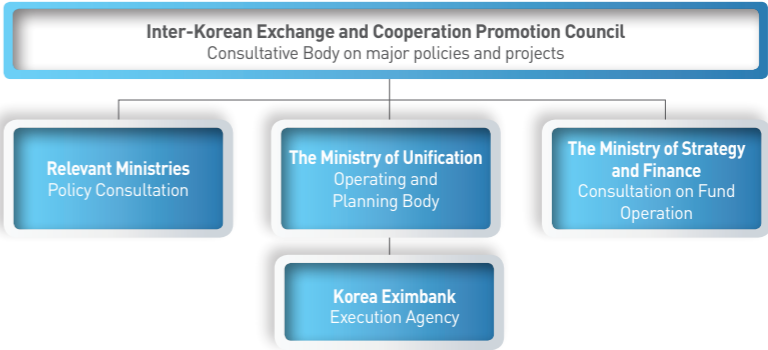 Inter-Korean Exchange and Cooperation Promotion Council
Consultative Body on major policies and projects
Relevant Ministries
Policy Consultation
The Ministry of Unification
Operating and
Planning Body
The Ministry of Strategy
and Finance
Consultation on Fund
Operation
Korea Eximbank
Execution Agency